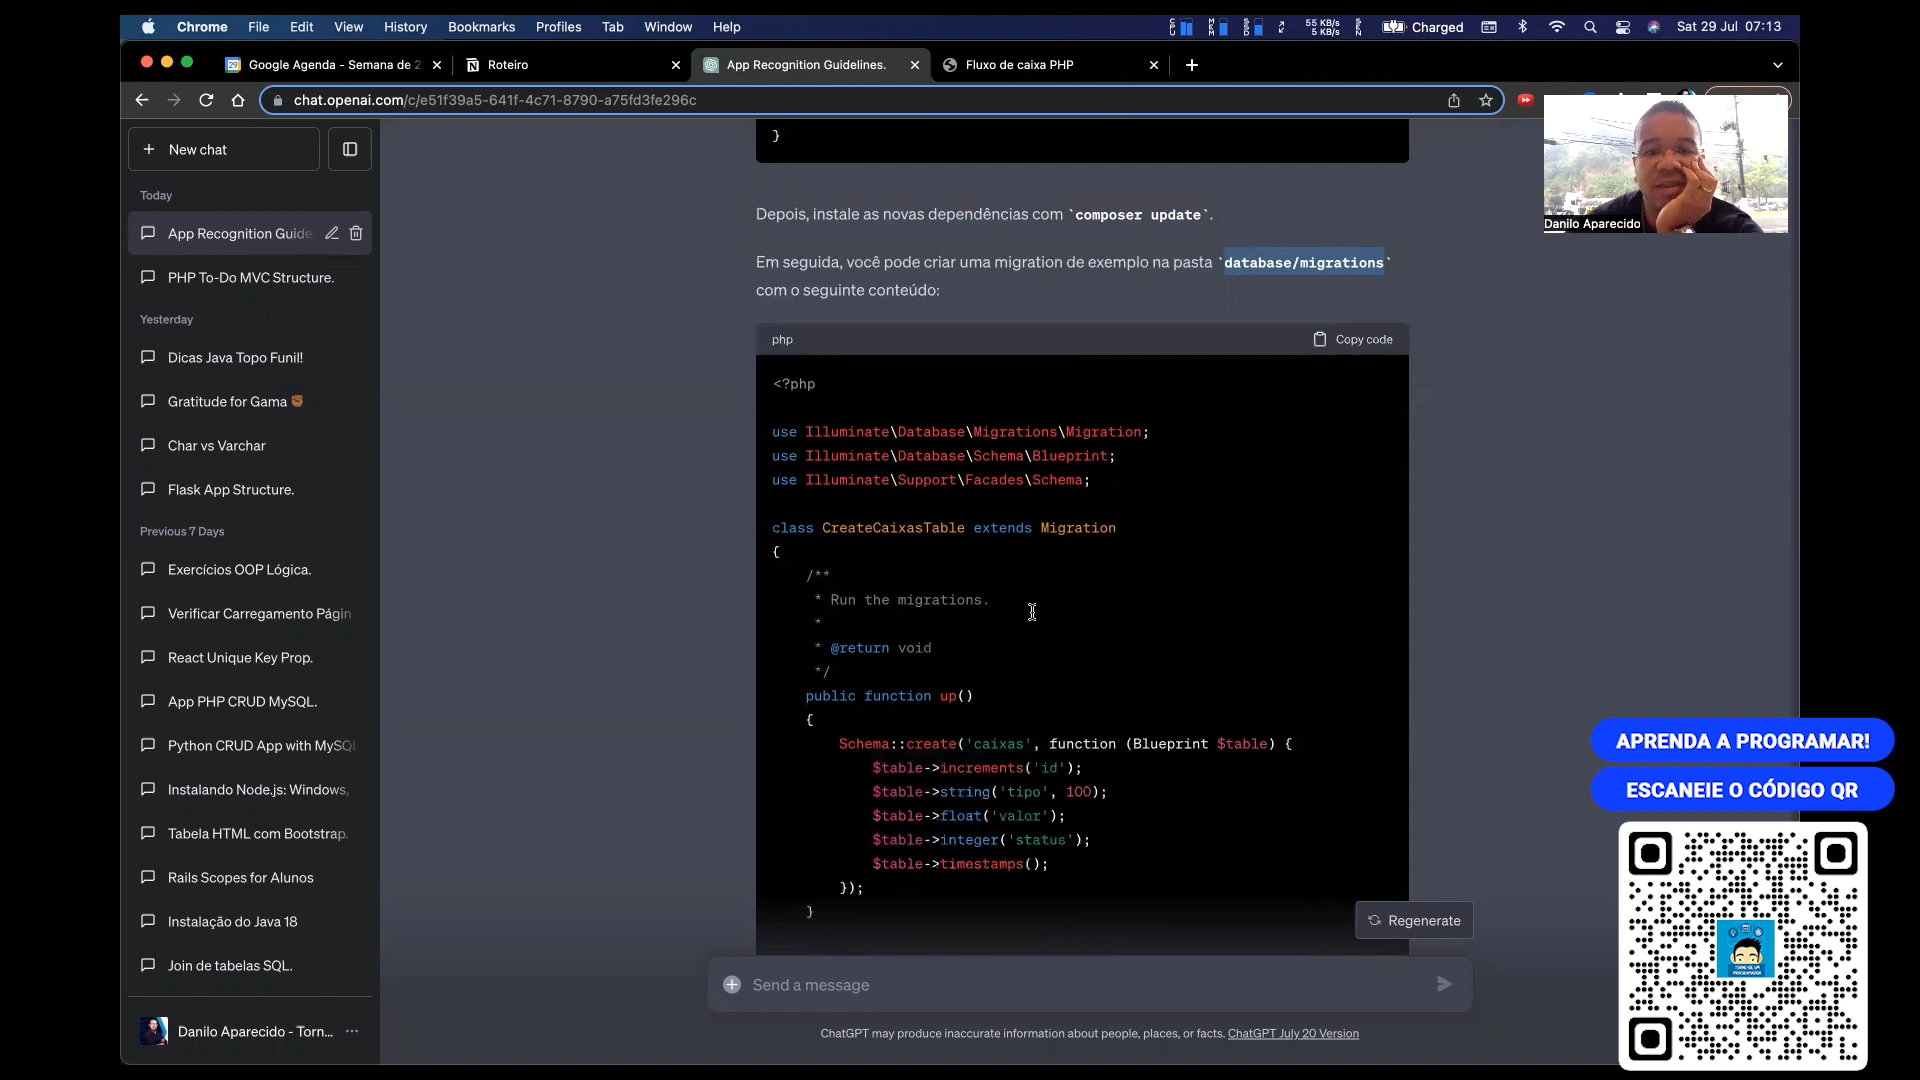 Chrome File Edit View History Bookmarks Profiles Tab Window Help
55 KB/s
5 KB/s
Charged
Sat 29 Jul 07:13
Google Agenda - Semana de 2
Roteiro
App Recognition Guidelines.
Fluxo de caixa PHP
chat.openai.com/c/e51f39a5-641f-4c71-8790-a75fd3fe296c
New chat
Today
App Recognition Guide
PHP To-Do MVC Structure.
Yesterday
Dicas Java Topo Funil!
Gratitude for Gama
Char vs Varchar
Flask App Structure.
Previous 7 Days
Exercícios OOP Lógica.
Verificar Carregamento Págin
React Unique Key Prop.
App PHP CRUD MySQL.
Python CRUD App with MySQL
Instalando Node.js: Windows,
Tabela HTML com Bootstrap.
Rails Scopes for Alunos
Instalação do Java 18
Join de tabelas SQL.
Danilo Aparecido - Torn...
}
Depois, instale as novas dependências com `composer update`.
Em seguida, você pode criar uma migration de exemplo na pasta `database/migrations`
com o seguinte conteúdo:
php
Copy code
<?php
use Illuminate\Database\Migrations\Migration;
use Illuminate\Database\Schema\Blueprint;
use Illuminate\Support\Facades\Schema;
class CreateCaixasTable extends Migration
{
/**
* Run the migrations.
*
* @return void
*/
public function up()
{
Schema::create('caixas', function (Blueprint $table) {
$table->increments('id');
$table->string('tipo', 100);
$table->float('valor');
$table->integer('status');
$table->timestamps();
});
}
Regenerate
Send a message
ChatGPT may produce inaccurate information about people, places, or facts. ChatGPT July 20 Version
Danilo Aparecido
APRENDA A PROGRAMAR!
ESCANEIE O CÓDIGO QR